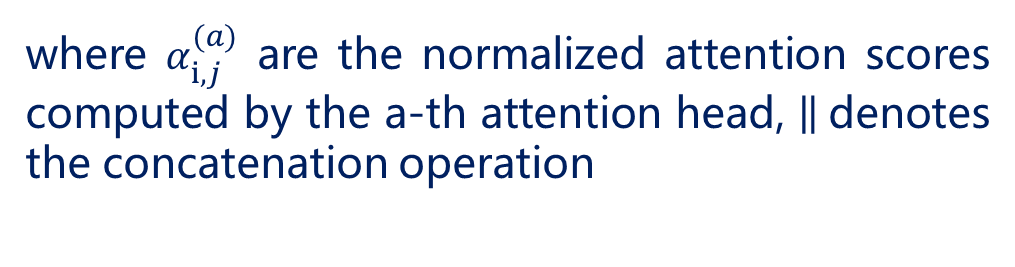 where α_{i,j}^{(a)} are the normalized attention scores
computed by the a-th attention head, ∥ denotes
the concatenation operation